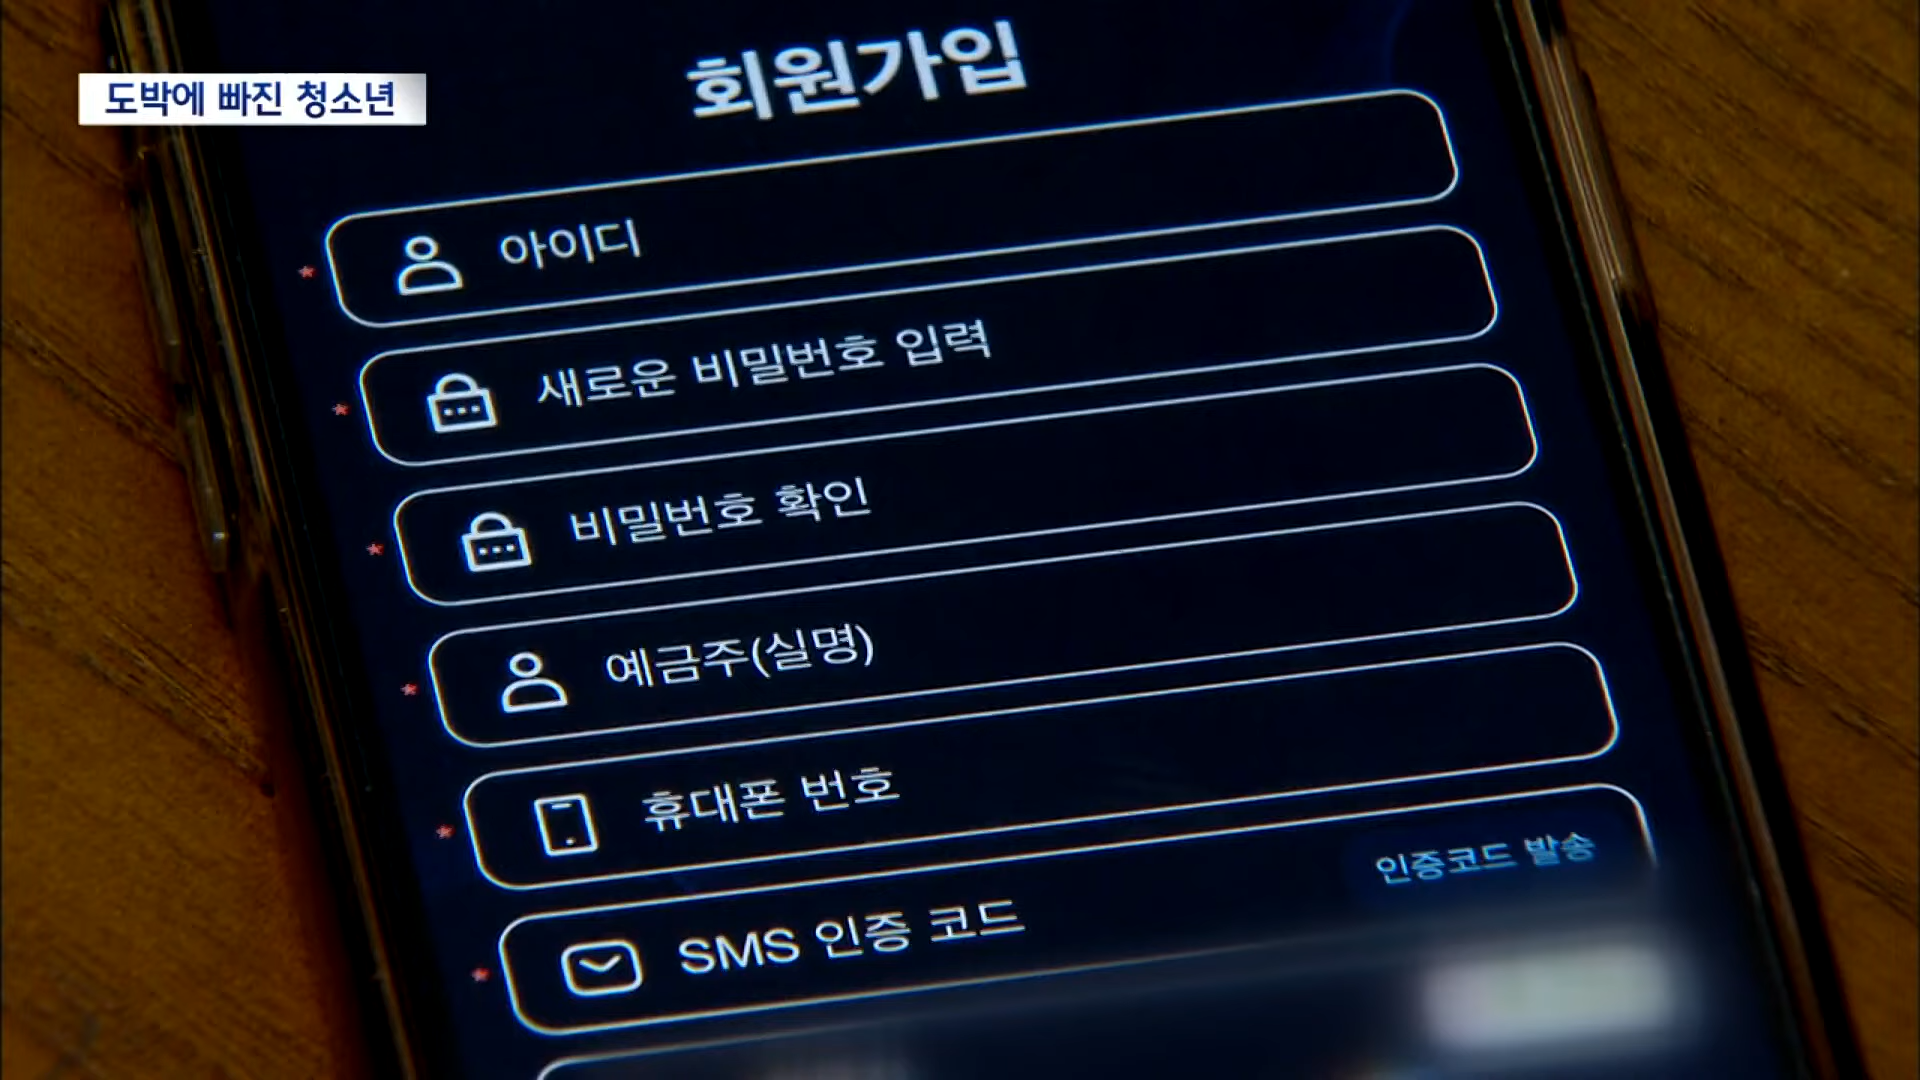 도박에 빠진 청소년
회원가입
* 아이디
* 새로운 비밀번호 입력
* 비밀번호 확인
* 예금주(실명)
* 휴대폰 번호
인증코드 발송
* SMS 인증 코드